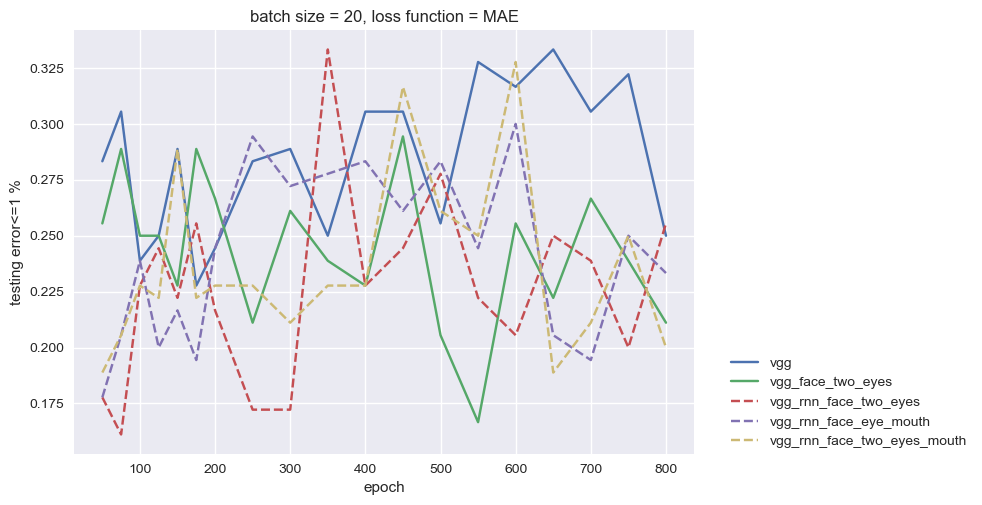 batch size = 20, loss function = MAE
testing error<=1 %
0.325
0.300
0.275
0.250
0.225
0.200
0.175
100 200 300 400 500 600 700 800
epoch
vgg
vgg_face_two_eyes
vgg_rnn_face_two_eyes
vgg_rnn_face_eye_mouth
vgg_rnn_face_two_eyes_mouth